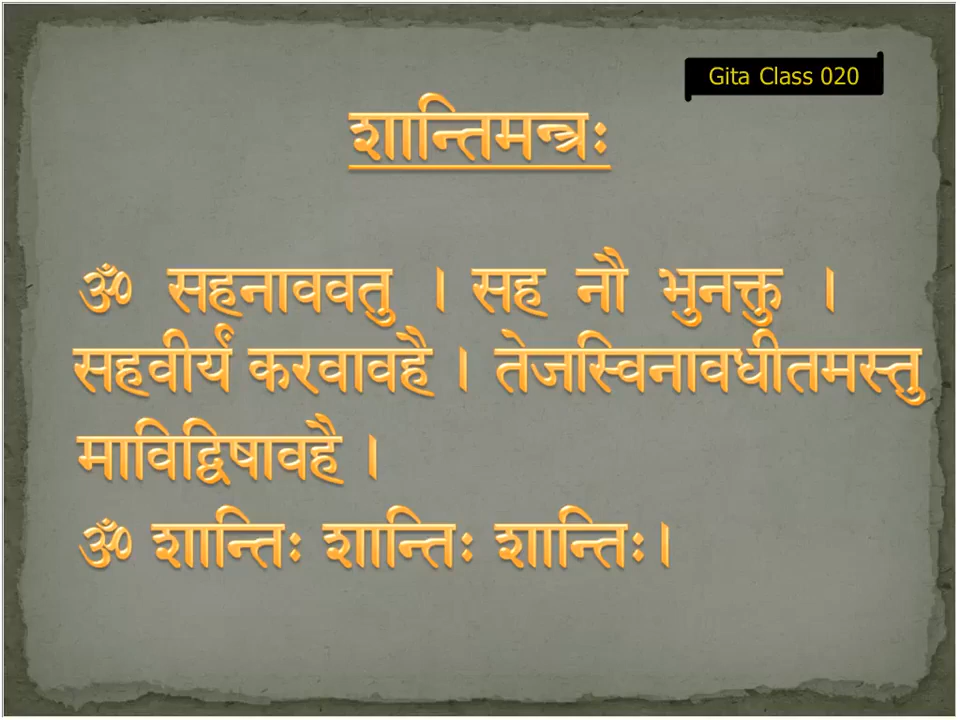 Gita Class 020
शान्तिमन्त्रः
ॐ सहनाववतु । सह नौ भुनक्तु ।
सहवीर्यं करवावहै । तेजस्विनावधीतमस्तु
माविद्विषावहै ।
ॐ शान्तिः शान्तिः शान्तिः।